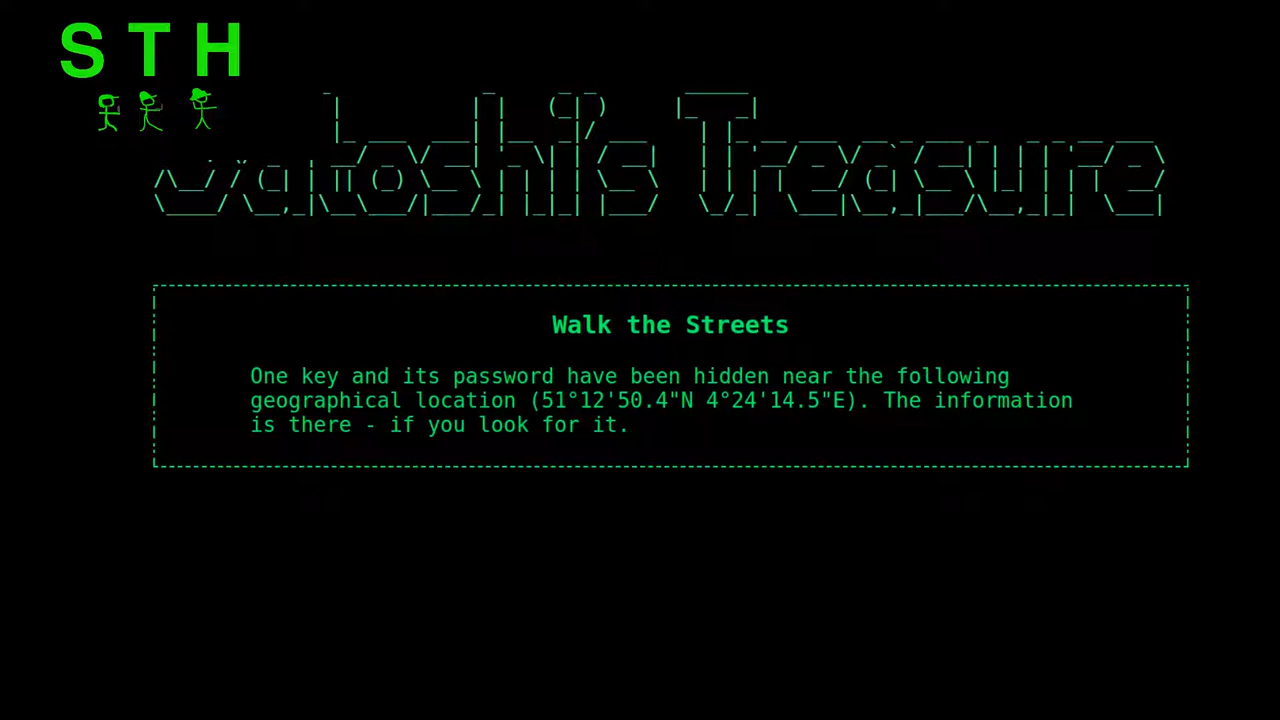 S T H
Satoshi's Treasure
Walk the Streets
One key and its password have been hidden near the following
geographical location (51°12'50.4"N 4°24'14.5"E). The information
is there - if you look for it.